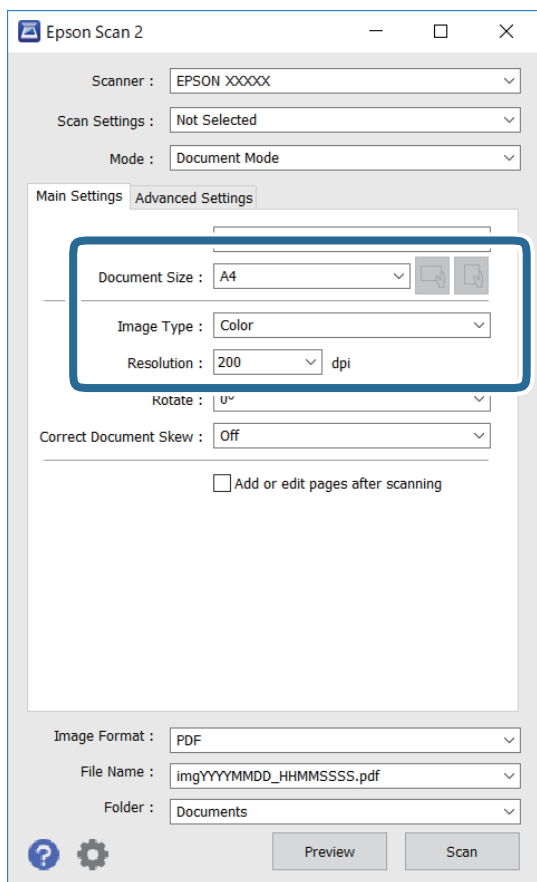 Epson Scan 2
Scanner : EPSON XXXXX
Scan Settings : Not Selected
Mode : Document Mode
Main Settings Advanced Settings
Document Size : A4
Image Type : Color
Resolution : 200 dpi
Rotate : 0°
Correct Document Skew : Off
Add or edit pages after scanning
Image Format : PDF
File Name : imgYYYYMMDD_HHMMSSSS.pdf
Folder : Documents
Preview Scan